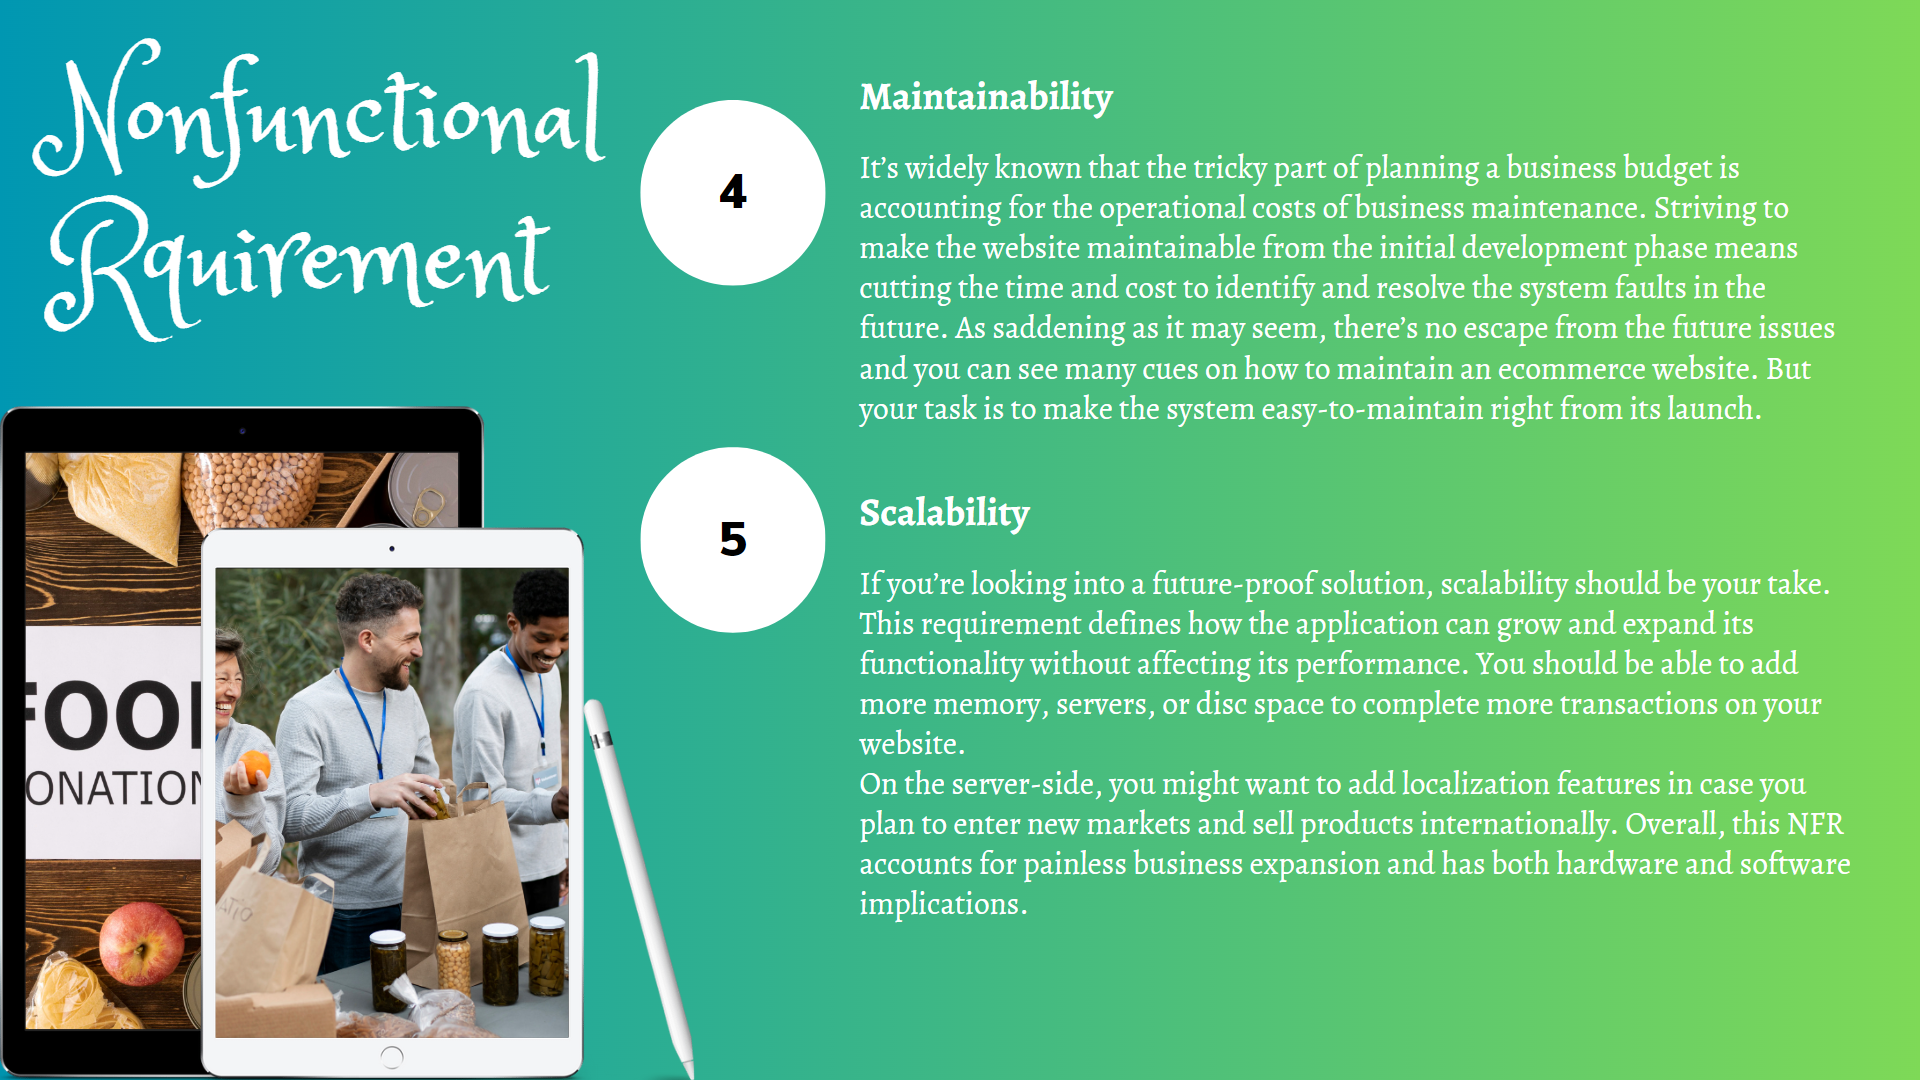 Nonfunctional
Rquirement
4
Maintainability
It’s widely known that the tricky part of planning a business budget is
accounting for the operational costs of business maintenance. Striving to
make the website maintainable from the initial development phase means
cutting the time and cost to identify and resolve the system faults in the
future. As saddening as it may seem, there’s no escape from the future issues
and you can see many cues on how to maintain an ecommerce website. But
your task is to make the system easy-to-maintain right from its launch.
5
Scalability
If you’re looking into a future-proof solution, scalability should be your take.
This requirement defines how the application can grow and expand its
functionality without affecting its performance. You should be able to add
more memory, servers, or disc space to complete more transactions on your
website.
On the server-side, you might want to add localization features in case you
plan to enter new markets and sell products internationally. Overall, this NFR
accounts for painless business expansion and has both hardware and software
implications.
FOO
ONATION